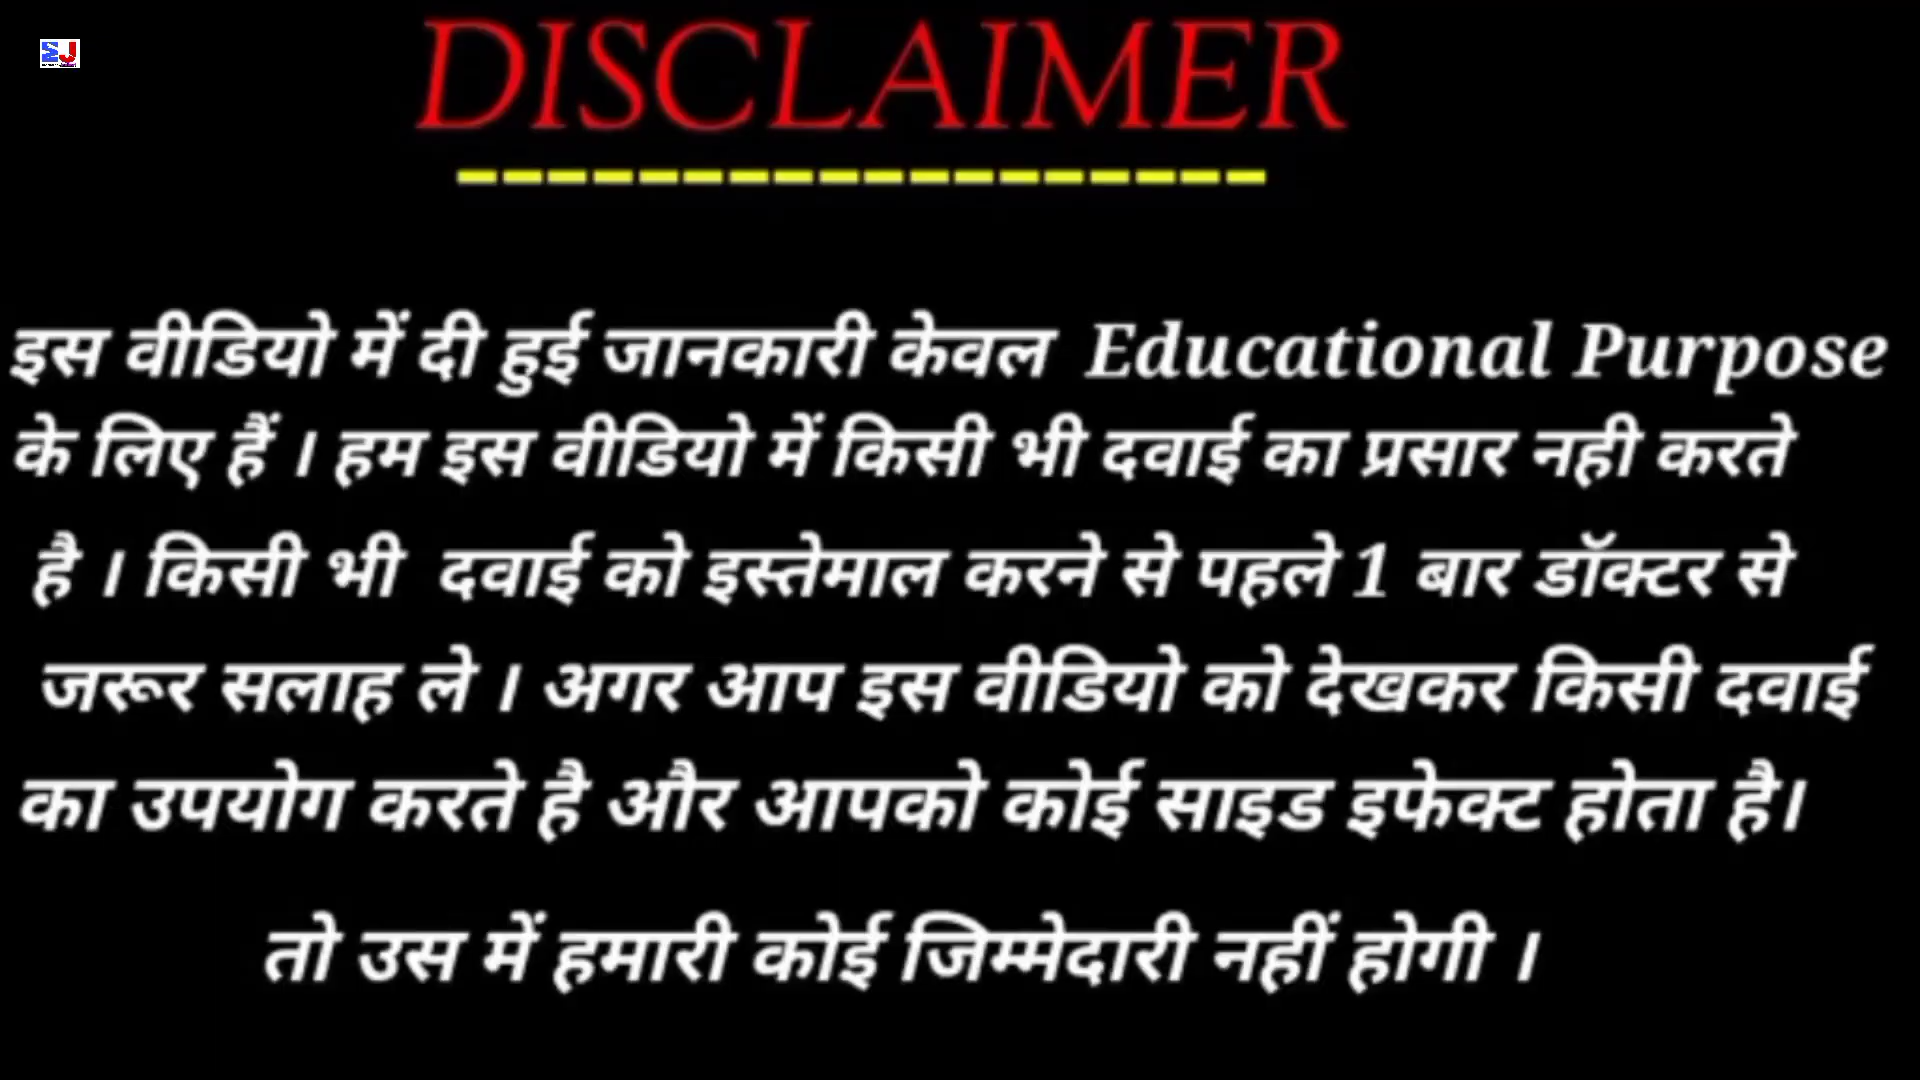 DISCLAIMER
इस वीडियो में दी हुई जानकारी केवल Educational Purpose
के लिए हैं । हम इस वीडियो में किसी भी दवाई का प्रसार नही करते
है । किसी भी दवाई को इस्तेमाल करने से पहले 1 बार डॉक्टर से
जरूर सलाह ले । अगर आप इस वीडियो को देखकर किसी दवाई
का उपयोग करते है और आपको कोई साइड इफेक्ट होता है।
तो उस में हमारी कोई जिम्मेदारी नहीं होगी ।